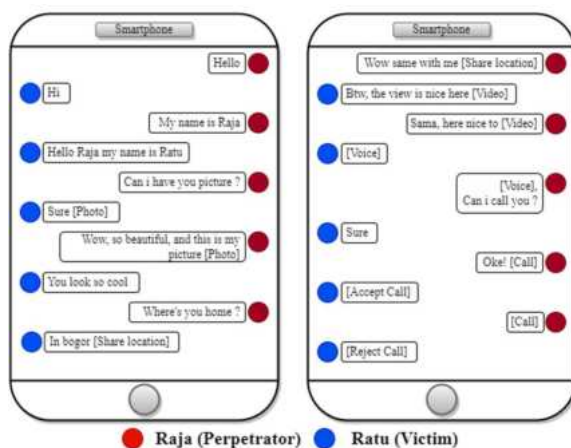 Smartphone
Hello
Hi
My name is Raja
Hello Raja my name is Ratu
Can i have you picture ?
Sure [Photo]
Wow, so beautiful, and this is my
picture [Photo]
You look so cool
Where's you home ?
In bogor [Share location]
Smartphone
Wow same with me [Share location]
Btw, the view is nice here [Video]
Sama, here nice to [Video]
[Voice]
[Voice],
Can i call you ?
Sure
Oke! [Call]
[Accept Call]
[Call]
[Reject Call]
Raja (Perpetrator)
Ratu (Victim)